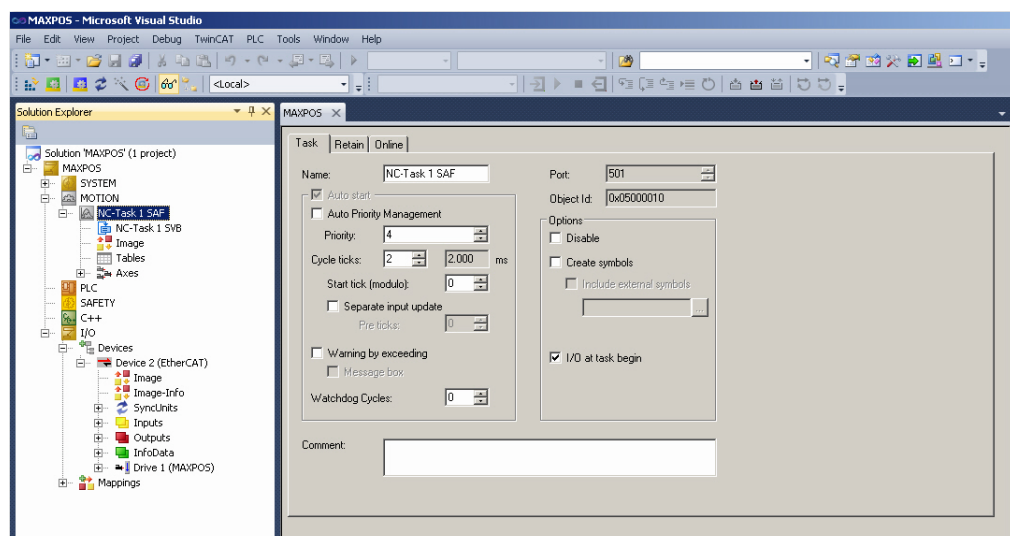 MAXPOS - Microsoft Visual Studio
File Edit View Project Debug TwinCAT PLC Tools Window Help
<Local>
Solution Explorer
MAXPOS
Solution 'MAXPOS' (1 project)
MAXPOS
SYSTEM
MOTION
NC-Task 1 SAF
NC-Task 1 SVB
Image
Tables
Axes
PLC
SAFETY
C++
I/O
Devices
Device 2 (EtherCAT)
Image
Image-Info
SyncUnits
Inputs
Outputs
InfoData
Drive 1 (MAXPOS)
Mappings
Task Retain Online
Name: NC-Task 1 SAF
Auto start
Auto Priority Management
Priority: 4
Cycle ticks: 2 2.000 ms
Start tick (modulo): 0
Separate input update
Pre ticks: 0
Warning by exceeding
Message box
Watchdog Cycles: 0
Port: 501
Object Id: 0x05000010
Options
Disable
Create symbols
Include external symbols
...
I/O at task begin
Comment: